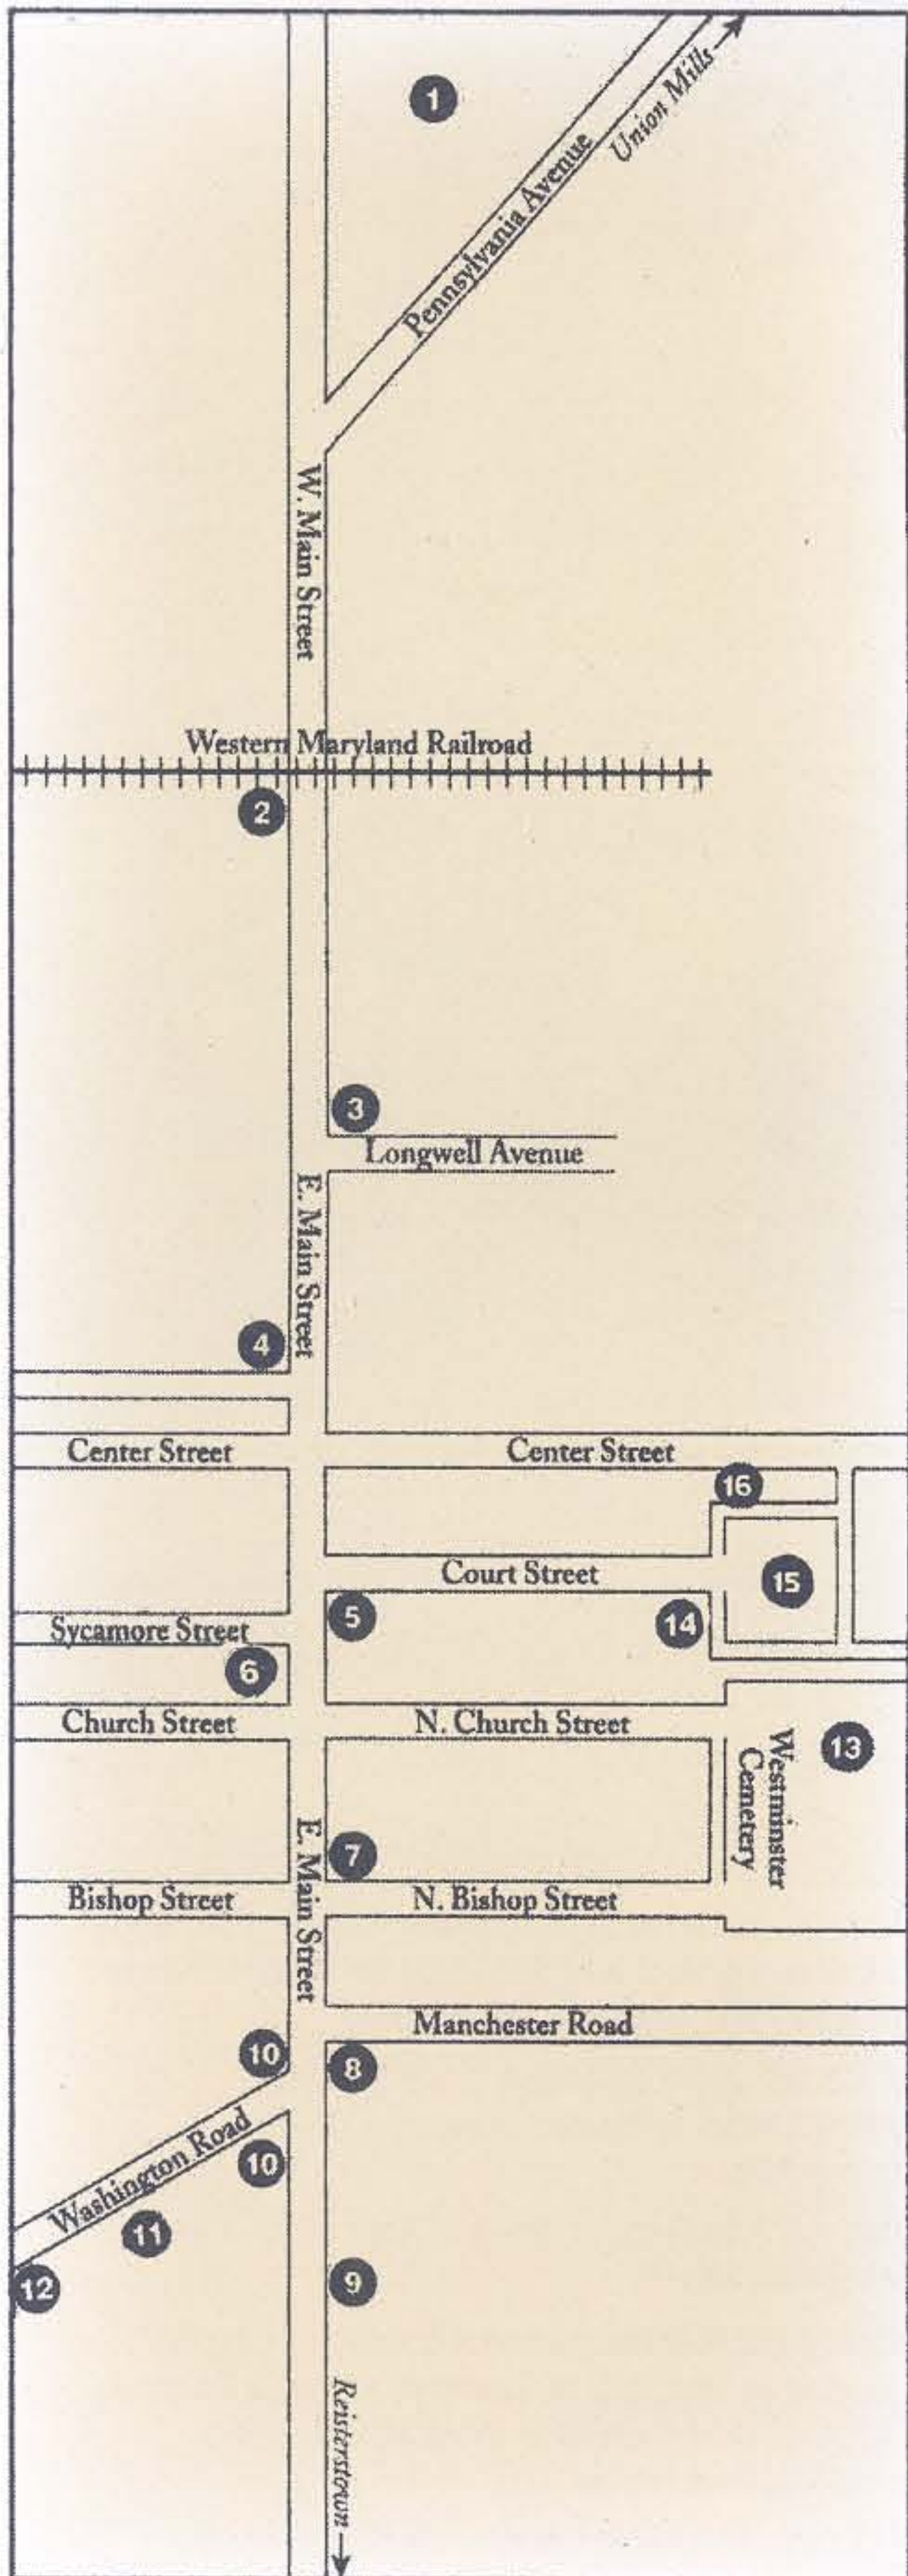 1
Union Mills
Pennsylvania Avenue
W. Main Street
Western Maryland Railroad
2
3
Longwell Avenue
E. Main Street
4
Center Street
Center Street
16
Court Street
15
5
14
Sycamore Street
6
Church Street
N. Church Street
13
Westminster
Cemetery
E. Main Street
7
Bishop Street
N. Bishop Street
Manchester Road
10
8
Washington Road
10
11
12
9
Reisterstown